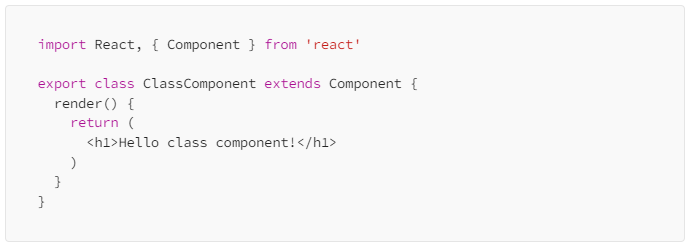 import React, { Component } from 'react'

export class ClassComponent extends Component {
  render() {
    return (
      <h1>Hello class component!</h1>
    )
  }
}